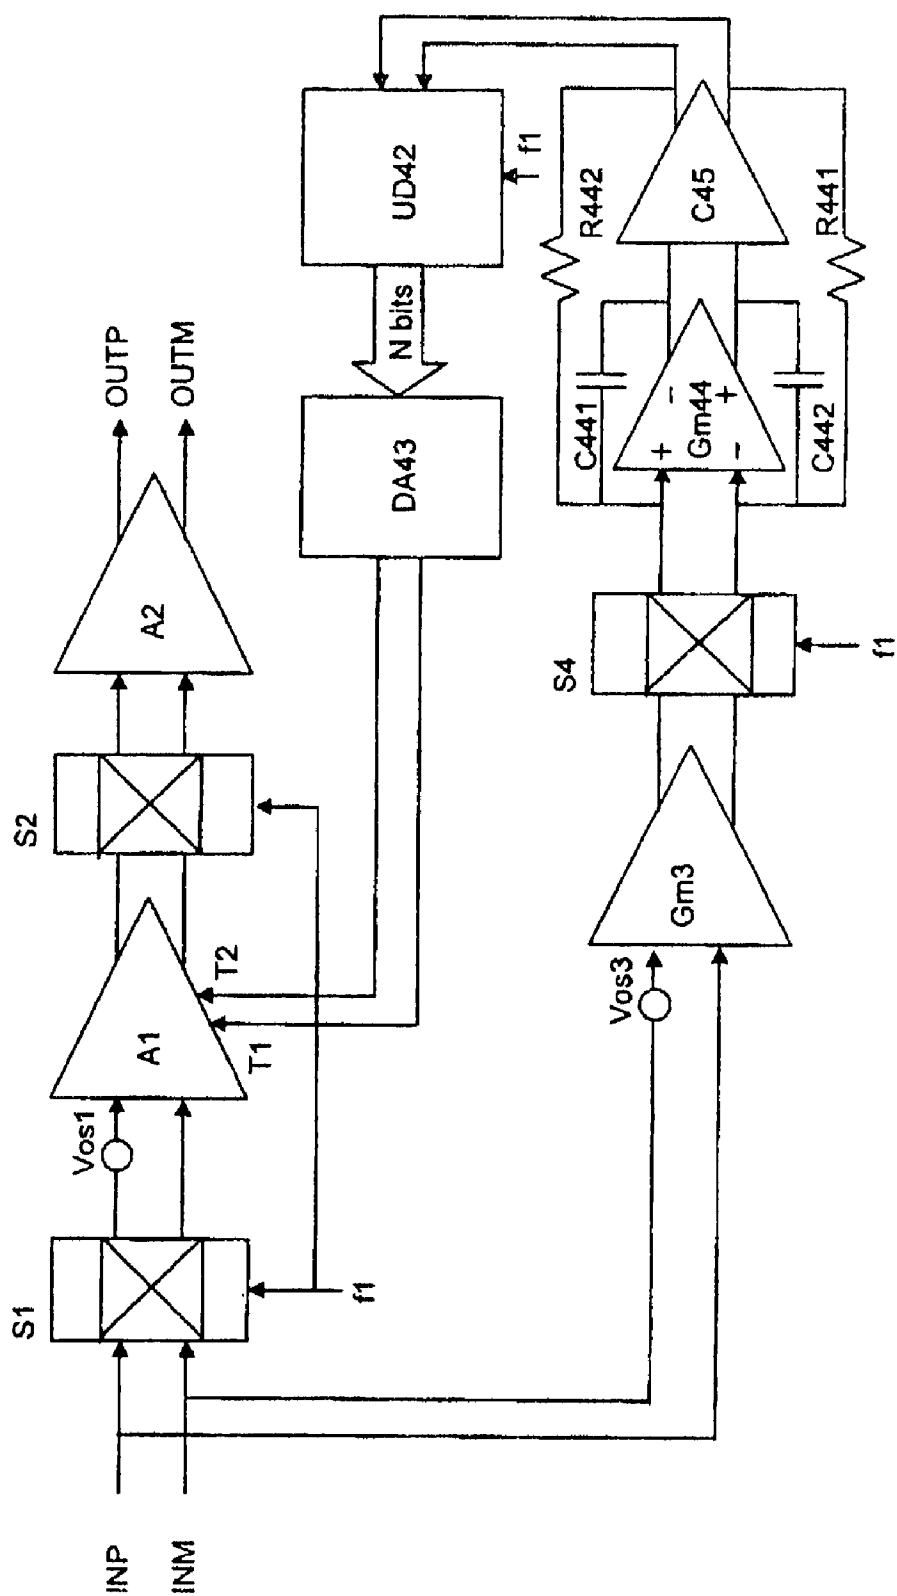 INP
INM
S1
f1
Vos1
A1
T1
T2
S2
A2
OUTP
OUTM
DA43
N bits
UD42
f1
Vos3
Gm3
S4
f1
C441
+
-
Gm44
-
+
C442
R442
C45
R441